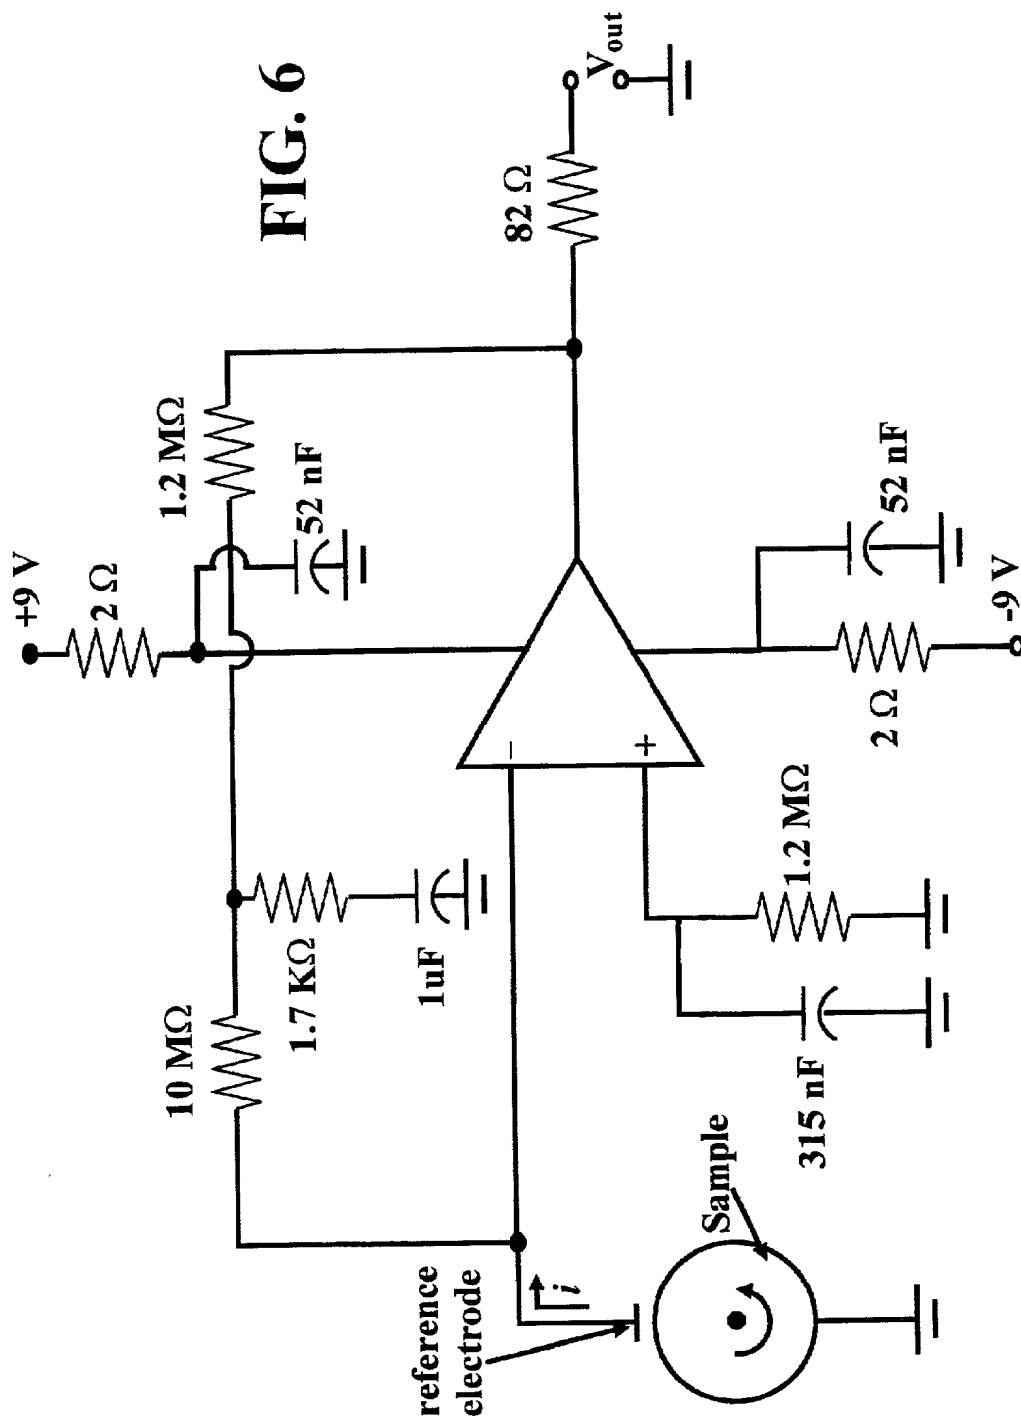 FIG. 6
+9 V
2 Ω
1.2 MΩ
52 nF
10 MΩ
1.7 KΩ
1uF
82 Ω
Vout
−
+
reference
electrode
i
Sample
315 nF
1.2 MΩ
52 nF
2 Ω
-9 V